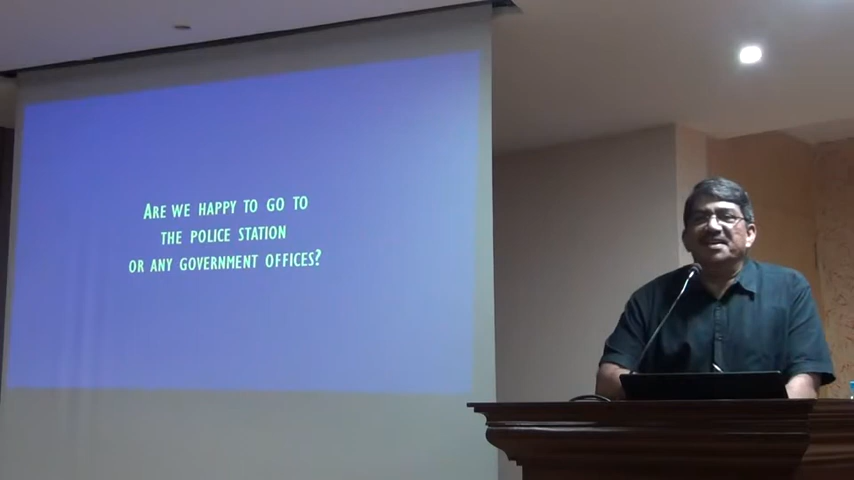 Are we happy to go to
the police station
or any government offices?